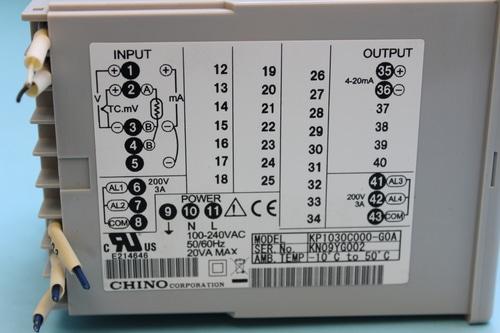 INPUT
OUTPUT
+ 1 +
+ 2 A
V TC.mV mA
- 3 B -
4 B
5
AL1 6 200V
3A
AL2 7
COM 8
12 19 26
13 20 27
14 21 28
15 22 29
16 23 30
17 24 31
18 25 32
33
34
35 +
4-20mA
36 -
37
38
39
40
41 AL3
200V 42 AL4
3A
43 COM
POWER
9 10 11
N L
100-240VAC
50/60Hz
20VA MAX
CE
C UR US
E214646
MODEL KP1030C000-G0A
SER.No. KN09YG002
AMB.TEMP -10°C to 50°C
CHINO CORPORATION